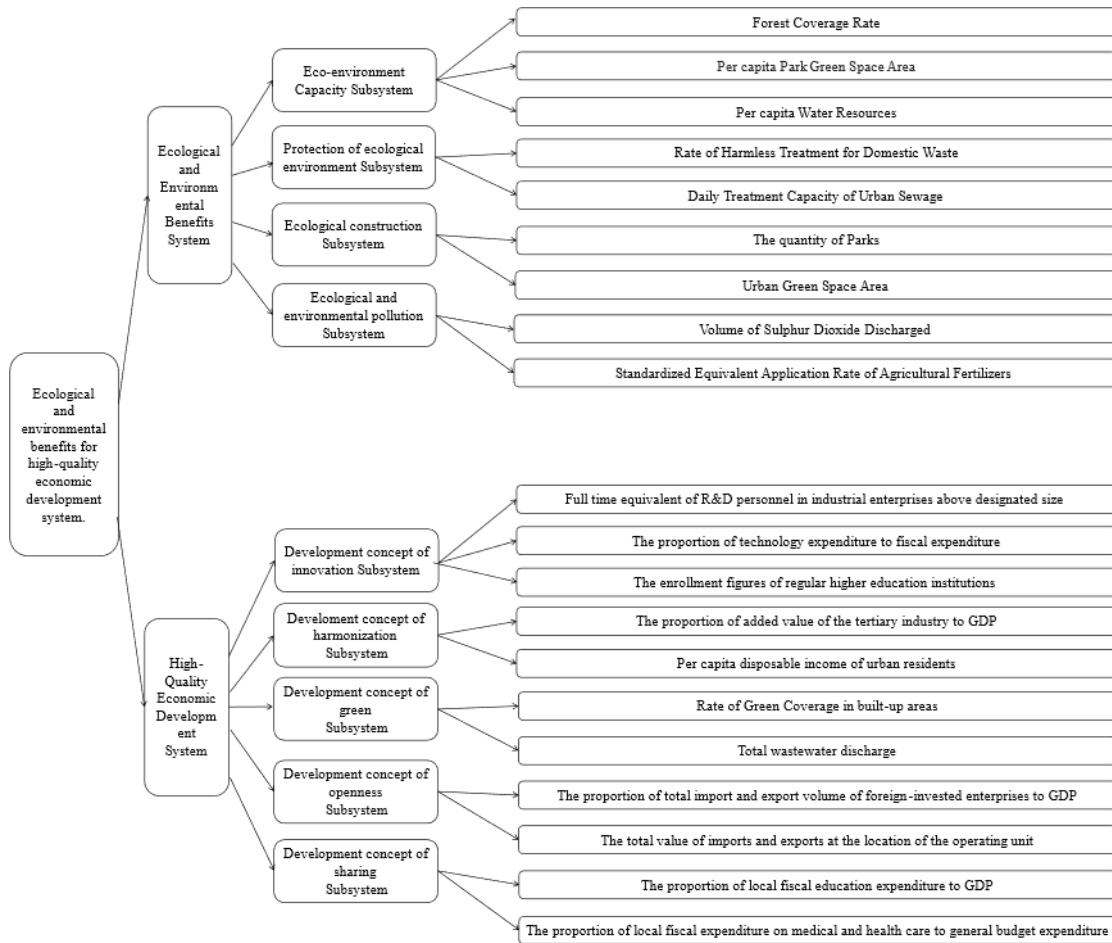 Ecological
and
environmental
benefits for
high-quality
economic
development
system.
Ecological
and
Environm
ental
Benefits
System
Eco-environment
Capacity Subsystem
Forest Coverage Rate
Per capita Park Green Space Area
Per capita Water Resources
Protection of ecological
environment Subsystem
Rate of Harmless Treatment for Domestic Waste
Daily Treatment Capacity of Urban Sewage
Ecological construction
Subsystem
The quantity of Parks
Urban Green Space Area
Ecological and
environmental pollution
Subsystem
Volume of Sulphur Dioxide Discharged
Standardized Equivalent Application Rate of Agricultural Fertilizers
High-
Quality
Economic
Developm
ent
System
Development concept of
innovation Subsystem
Full time equivalent of R&D personnel in industrial enterprises above designated size
The proportion of technology expenditure to fiscal expenditure
The enrollment figures of regular higher education institutions
Develoment concept of
harmonization
Subsystem
The proportion of added value of the tertiary industry to GDP
Per capita disposable income of urban residents
Development concept of
green
Subsystem
Rate of Green Coverage in built-up areas
Total wastewater discharge
Development concept of
openness
Subsystem
The proportion of total import and export volume of foreign-invested enterprises to GDP
The total value of imports and exports at the location of the operating unit
Development concept of
sharing
Subsystem
The proportion of local fiscal education expenditure to GDP
The proportion of local fiscal expenditure on medical and health care to general budget expenditure